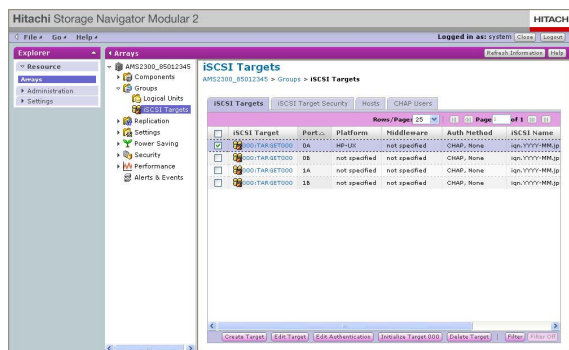 Hitachi Storage Navigator Modular 2
HITACH
File Go Help
Logged in as: system Close Logout
Explorer
Arrays
Refresh Information Help
Resource
Arrays
Administration
Settings
AMS2300_85012345
Components
Groups
Logical Units
iSCSI Targets
Replication
Settings
Power Saving
Security
Performance
Alerts & Events
iSCSI Targets
AMS2300_85012345 > Groups > iSCSI Targets
iSCSI Targets iSCSI Target Security Hosts CHAP Users
Rows/Page: 25 Page 1 of 1
iSCSI Target Port Platform Middleware Auth Method iSCSI Name
000:TARGET000 0A HP-UX not specified CHAP, None iqn.YYYY-MM.jp
000:TARGET000 0B not specified not specified CHAP, None iqn.YYYY-MM.jp
000:TARGET000 1A not specified not specified CHAP, None iqn.YYYY-MM.jp
000:TARGET000 1B not specified not specified CHAP, None iqn.YYYY-MM.jp
Create Target Edit Target Edit Authentication Initialize Target 000 Delete Target Filter Filter Off